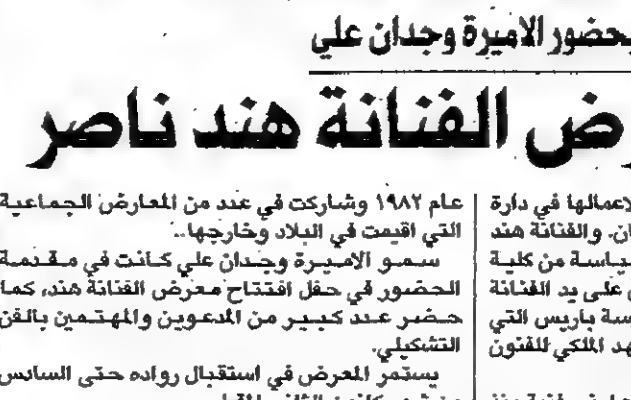 بحضور الاميرة وجدان علي
رض الفنانة هند ناصر
لاعمالها في دارة
ان. والفنانة هند
سياسة من كلية
على يد الفنانة
سة باريس التي
هد الملكي للفنون
عام ١٩٨٢ وشاركت في عدد من المعارض الجماعية
التي اقيمت في البلاد وخارجها..
سمو الاميرة وجدان علي كانت في مقدمة
الحضور في حفل افتتاح معرض الفنانة هند، كما
حضر عدد كبير من المدعوين والمهتمين بالفن
التشكيلي.
يستمر المعرض في استقبال رواده حتى السادس